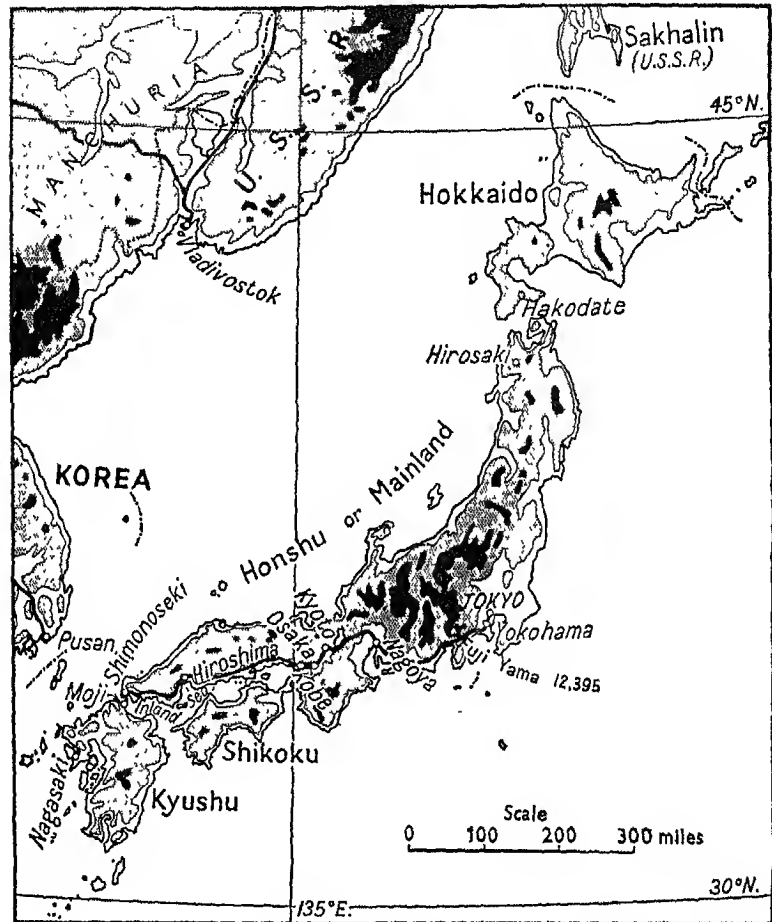 Sakhalin
(U.S.S.R.)
45°N.
MANCHURIA
U.S.S.R.
Hokkaido
Vladivostok
Hakodate
Hirosaki
KOREA
Honshu or Mainland
Shimonoseki
Kyoto
TOKYO
Osaka
Yokohama
Pusan
Hiroshima
Fuji Yama 12,395
Nagoya
Kobe
Moji
Inland Sea
Shikoku
Nagasaki
Kyushu
Scale
0 100 200 300 miles
30°N.
135°E.